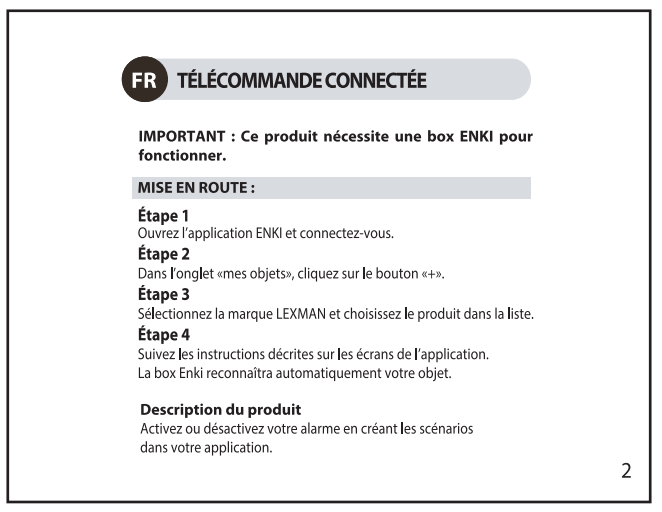 FR TÉLÉCOMMANDE CONNECTÉE
IMPORTANT : Ce produit nécessite une box ENKI pour
fonctionner.
MISE EN ROUTE :
Étape 1
Ouvrez l'application ENKI et connectez-vous.
Étape 2
Dans l'onglet «mes objets», cliquez sur le bouton «+».
Étape 3
Sélectionnez la marque LEXMAN et choisissez le produit dans la liste.
Étape 4
Suivez les instructions décrites sur les écrans de l'application.
La box Enki reconnaîtra automatiquement votre objet.
Description du produit
Activez ou désactivez votre alarme en créant les scénarios
dans votre application.
2